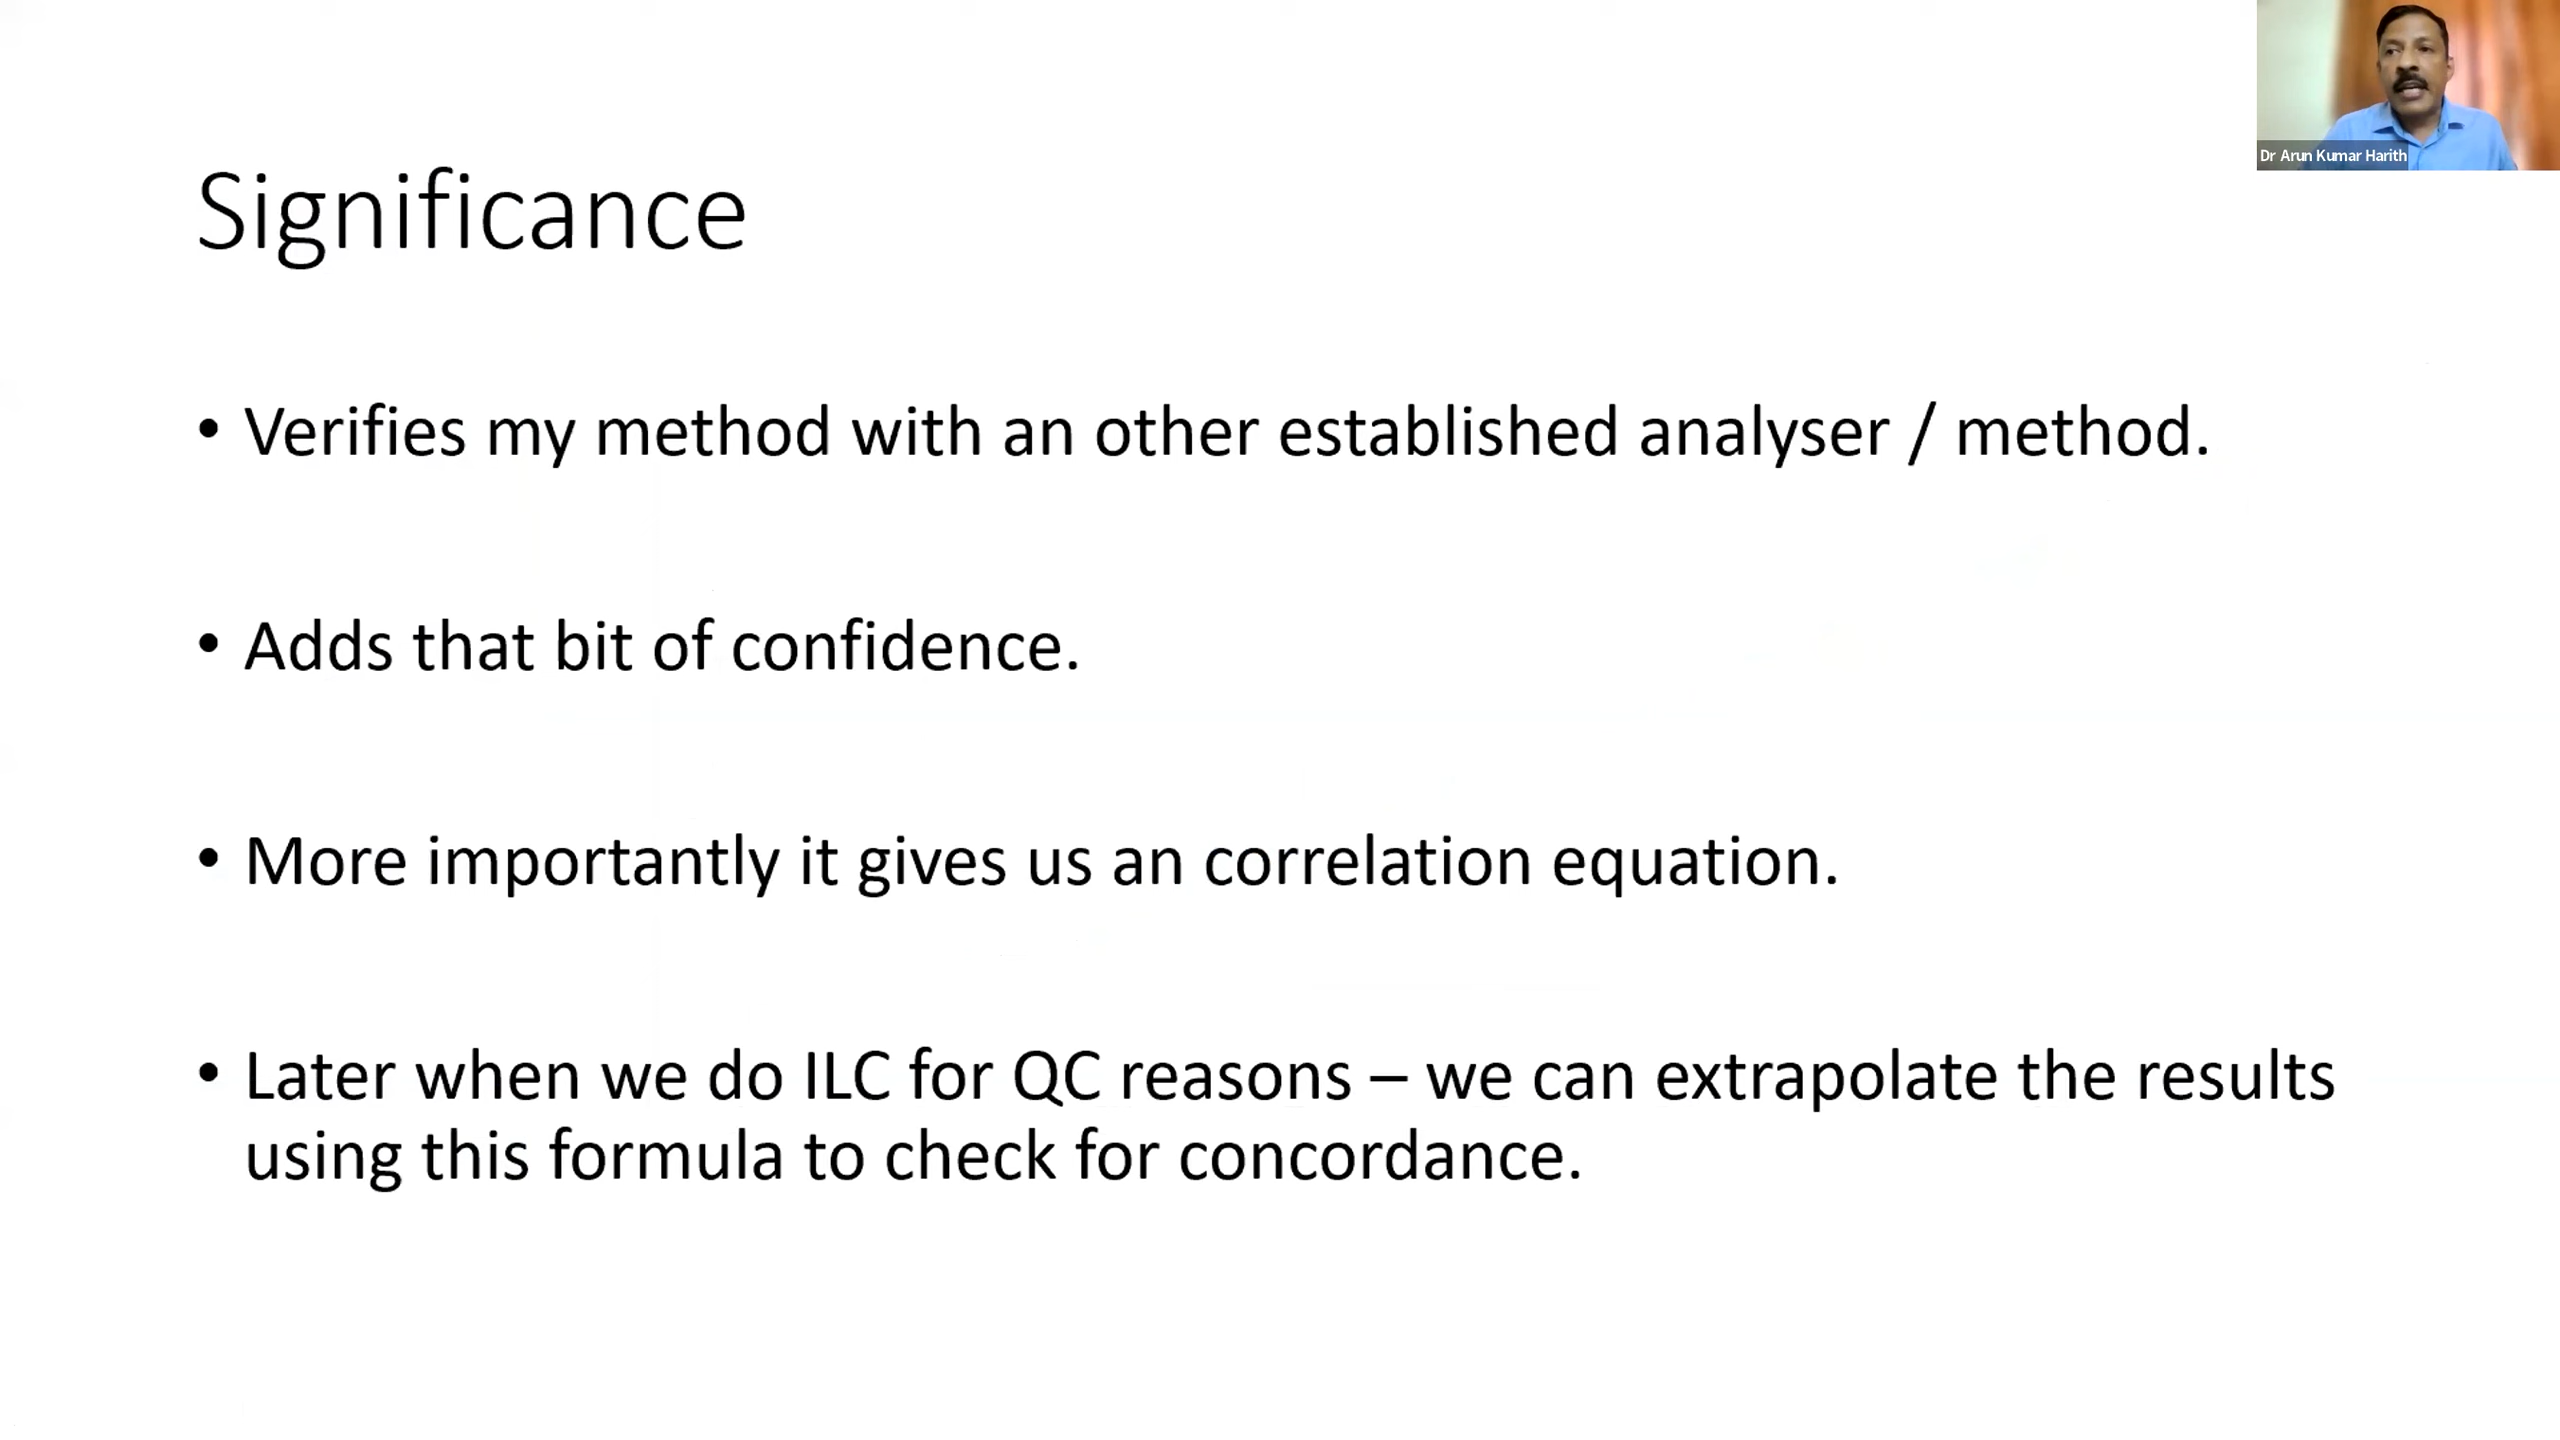 Dr Arun Kumar Harith
Significance
• Verifies my method with an other established analyser / method.
• Adds that bit of confidence.
• More importantly it gives us an correlation equation.
• Later when we do ILC for QC reasons – we can extrapolate the results
using this formula to check for concordance.